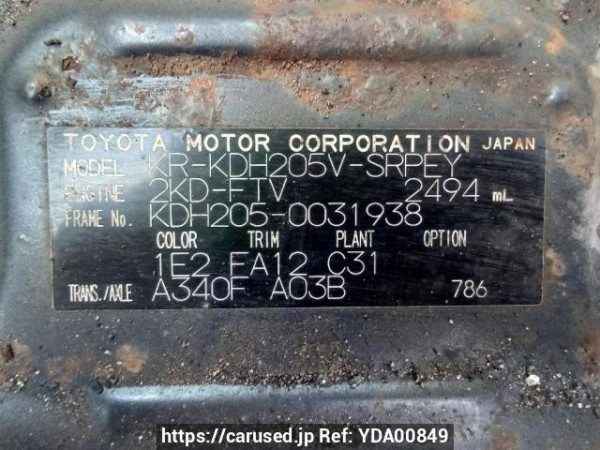 TOYOTA MOTOR CORPORATION JAPAN
MODEL KR-KDH205V-SRPEY
ENGINE 2KD-FTV 2494 mL
FRAME No. KDH205-0031938
COLOR TRIM PLANT OPTION
1E2 FA12 C31
TRANS./AXLE A340F A03B 786
https://carused.jp Ref: YDA00849